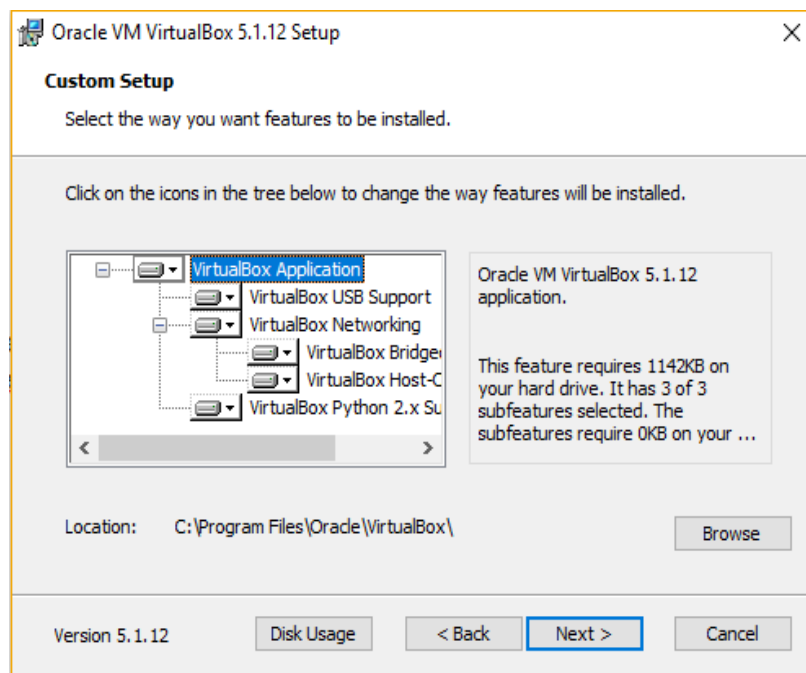 Oracle VM VirtualBox 5.1.12 Setup
Custom Setup
Select the way you want features to be installed.
Click on the icons in the tree below to change the way features will be installed.
VirtualBox Application
VirtualBox USB Support
VirtualBox Networking
VirtualBox Bridge
VirtualBox Host-C
VirtualBox Python 2.x Su
Oracle VM VirtualBox 5.1.12
application.
This feature requires 1142KB on
your hard drive. It has 3 of 3
subfeatures selected. The
subfeatures require 0KB on your ...
Location: C:\Program Files\Oracle\VirtualBox\
Browse
Version 5.1.12
Disk Usage
< Back
Next >
Cancel